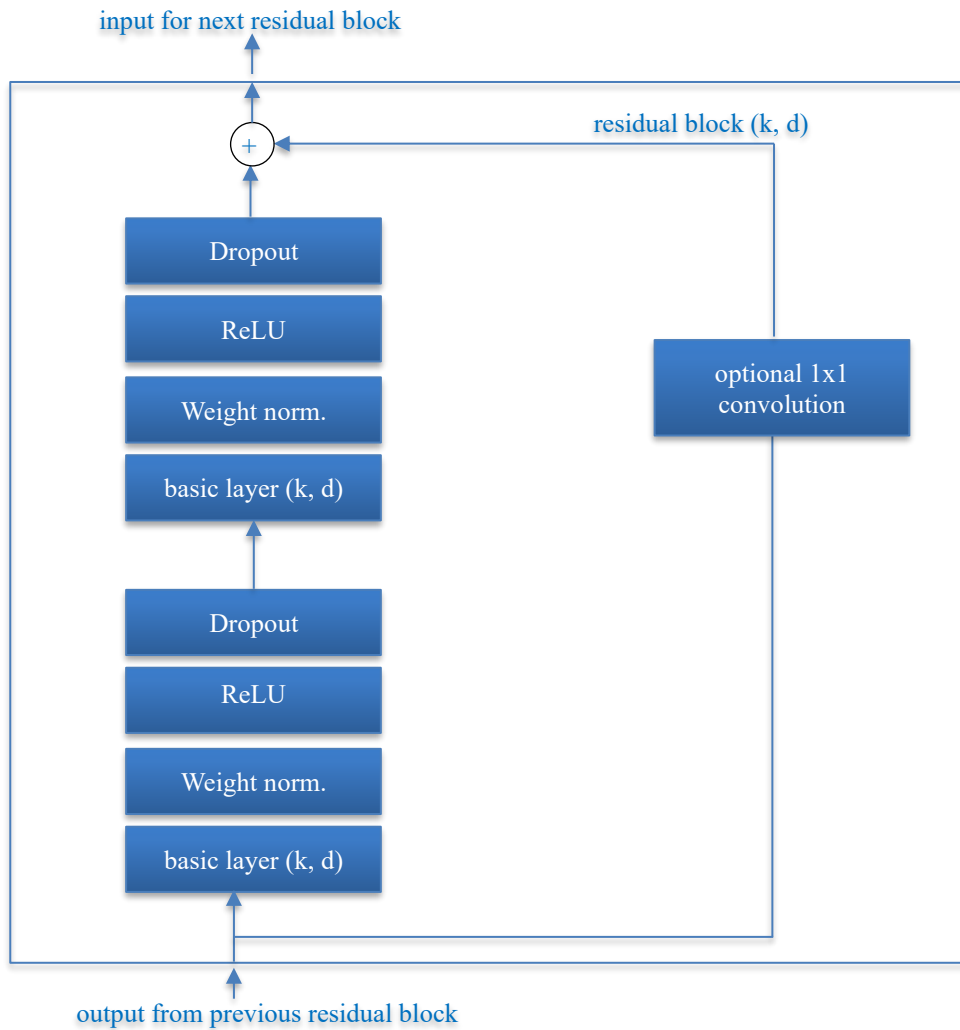 input for next residual block
residual block (k, d)
+
Dropout
ReLU
optional 1x1
convolution
Weight norm.
basic layer (k, d)
Dropout
ReLU
Weight norm.
basic layer (k, d)
output from previous residual block